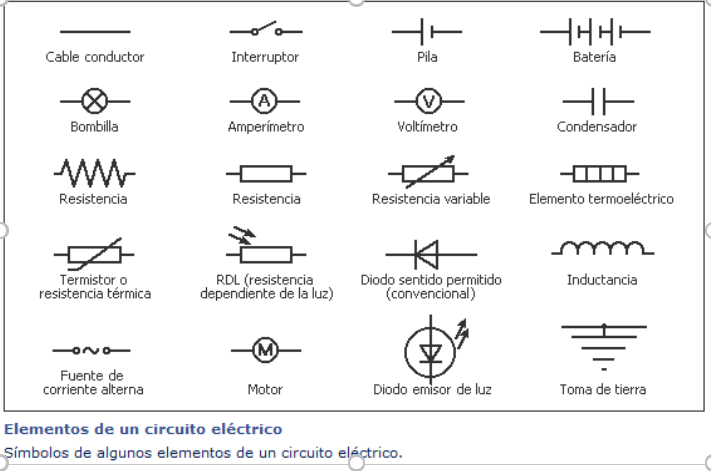 Cable conductor
Interruptor
Pila
Batería
Bombilla
A
Amperímetro
V
Voltímetro
Condensador
Resistencia
Resistencia
Resistencia variable
Elemento termoeléctrico
Termistor o
resistencia térmica
RDL (resistencia
dependiente de la luz)
Diodo sentido permitido
(convencional)
Inductancia
Fuente de
corriente alterna
M
Motor
Diodo emisor de luz
Toma de tierra
Elementos de un circuito eléctrico
Símbolos de algunos elementos de un circuito eléctrico.